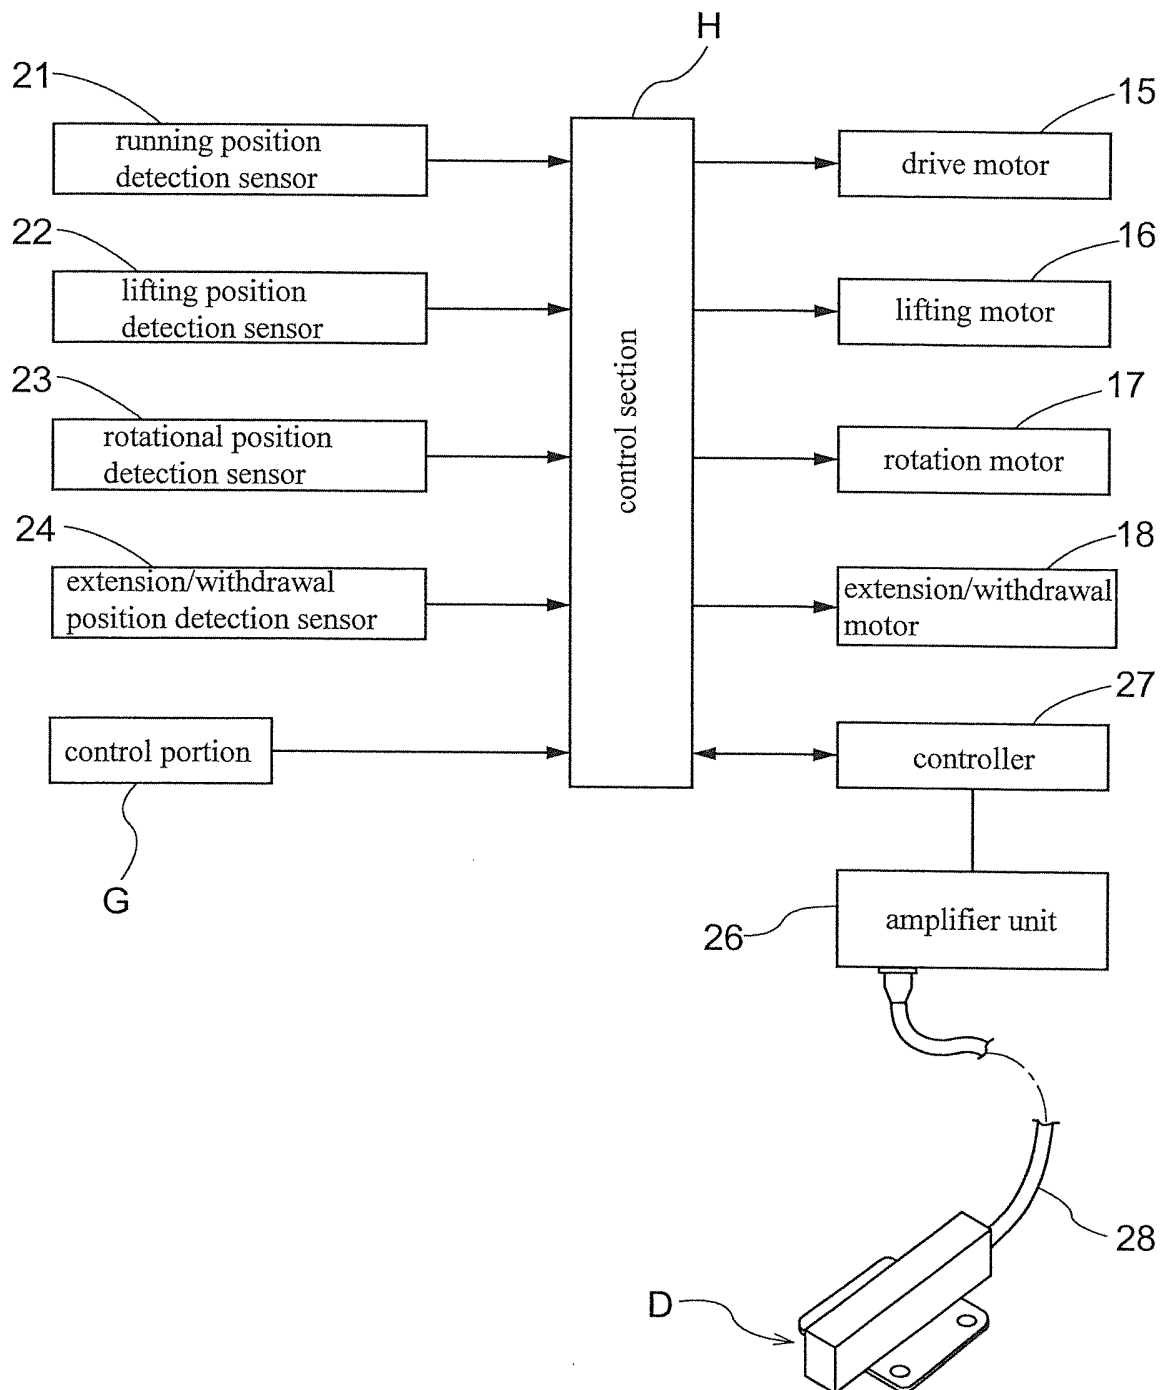 H
21
running position
detection sensor
15
drive motor
22
lifting position
detection sensor
16
lifting motor
23
rotational position
detection sensor
control section
17
rotation motor
24
extension/withdrawal
position detection sensor
18
extension/withdrawal
motor
control portion
G
27
controller
26
amplifier unit
28
D